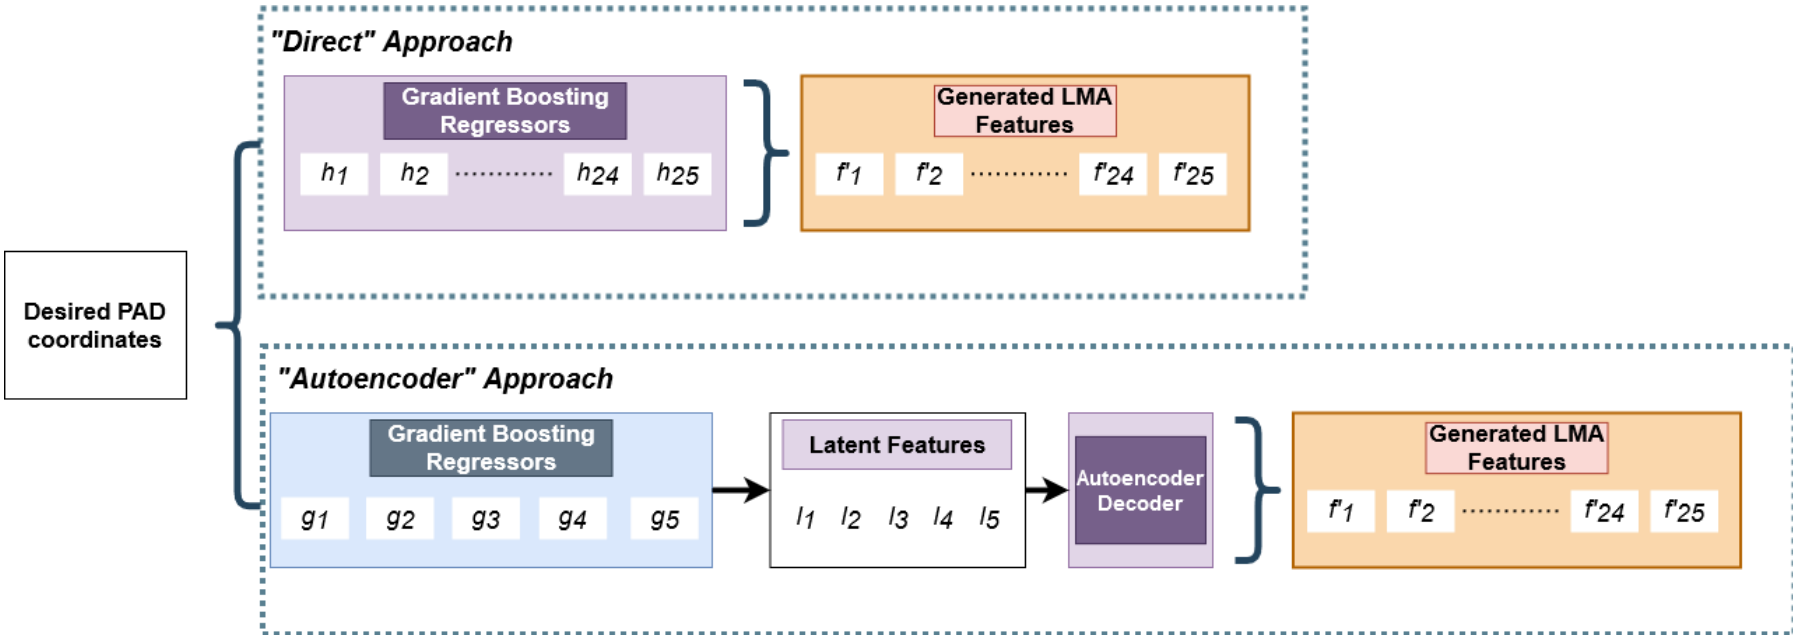 "Direct" Approach
Gradient Boosting
Regressors
h1 h2 ............ h24 h25
Generated LMA
Features
f'1 f'2 ............ f'24 f'25
Desired PAD
coordinates
"Autoencoder" Approach
Gradient Boosting
Regressors
g1 g2 g3 g4 g5
Latent Features
l1 l2 l3 l4 l5
Autoencoder
Decoder
Generated LMA
Features
f'1 f'2 ............ f'24 f'25